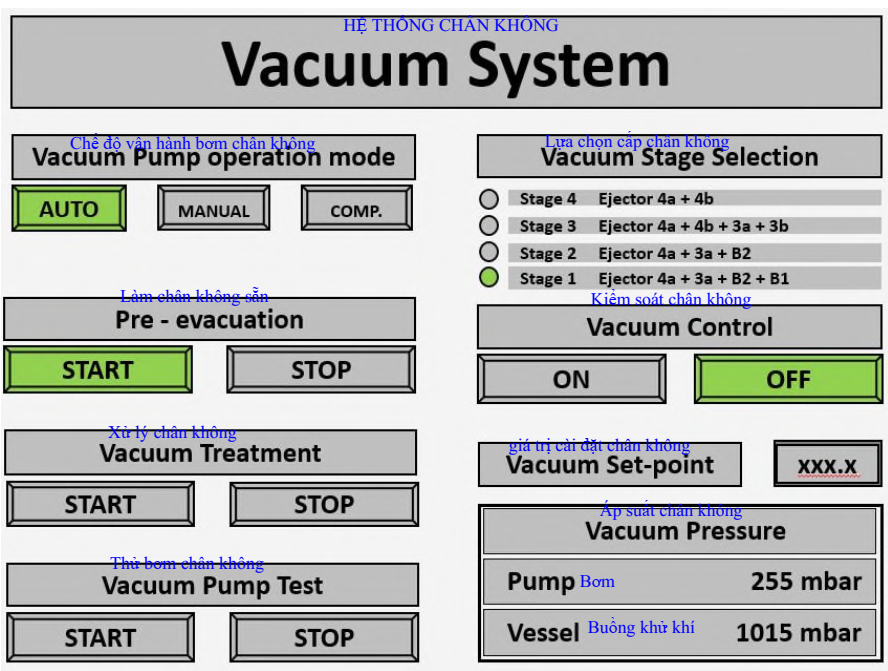 HỆ THỐNG CHÂN KHÔNG
Vacuum System
Chế độ vận hành bơm chân không
Vacuum Pump operation mode
AUTO MANUAL COMP.
Làm chân không sẵn
Pre - evacuation
START STOP
Xử lý chân không
Vacuum Treatment
START STOP
Thử bơm chân không
Vacuum Pump Test
START STOP
Lựa chọn cấp chân không
Vacuum Stage Selection
Stage 4 Ejector 4a + 4b
Stage 3 Ejector 4a + 4b + 3a + 3b
Stage 2 Ejector 4a + 3a + B2
Stage 1 Ejector 4a + 3a + B2 + B1
Kiểm soát chân không
Vacuum Control
ON OFF
giá trị cài đặt chân không
Vacuum Set-point xxx.x
Áp suất chân không
Vacuum Pressure
Pump Bơm 255 mbar
Vessel Buồng khử khí 1015 mbar